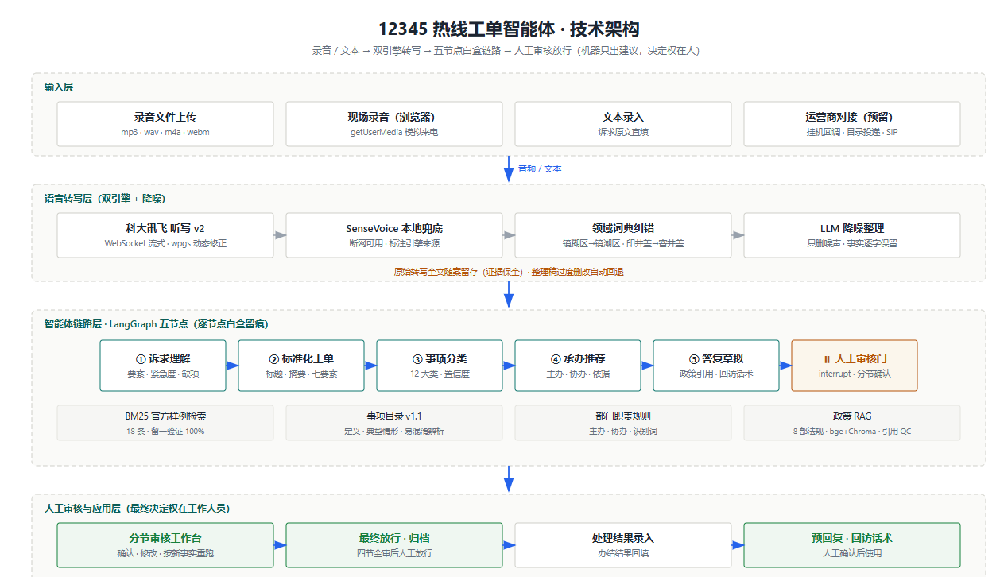 12345 热线工单智能体 · 技术架构
录音 / 文本 → 双引擎转写 → 五节点白盒链路 → 人工审核放行（机器只出建议，决定权在人）
输入层
录音文件上传
mp3 · wav · m4a · webm
现场录音（浏览器）
getUserMedia 模拟来电
文本录入
诉求原文直填
运营商对接（预留）
挂机回调 · 目录投递 · SIP
音频 / 文本
语音转写层（双引擎 + 降噪）
科大讯飞 听写 v2
WebSocket 流式 · wpgs 动态修正
SenseVoice 本地兜底
断网可用 · 标注引擎来源
领域词典纠错
镜糊区→镜湖区 · 印井盖→窨井盖
LLM 降噪整理
只删噪声 · 事实逐字保留
原始转写全文随案留存（证据保全）· 整理稿过度删改自动回退
智能体链路层 · LangGraph 五节点（逐节点白盒留痕）
① 诉求理解
要素 · 紧急度 · 缺项
② 标准化工单
标题 · 摘要 · 七要素
③ 事项分类
12 大类 · 置信度
④ 承办推荐
主办 · 协办 · 依据
⑤ 答复草拟
政策引用 · 回访话术
⏸ 人工审核门
interrupt · 分节确认
BM25 官方样例检索
18 条 · 留一验证 100%
事项目录 v1.1
定义 · 典型情形 · 易混淆辨析
部门职责规则
主办 · 协办 · 识别词
政策 RAG
8 部法规 · bge+Chroma · 引用 QC
人工审核与应用层（最终决定权在工作人员）
分节审核工作台
确认 · 修改 · 按新事实重跑
最终放行 · 归档
四节全审后人工放行
处理结果录入
办结结果回填
预回复 · 回访话术
人工确认后使用